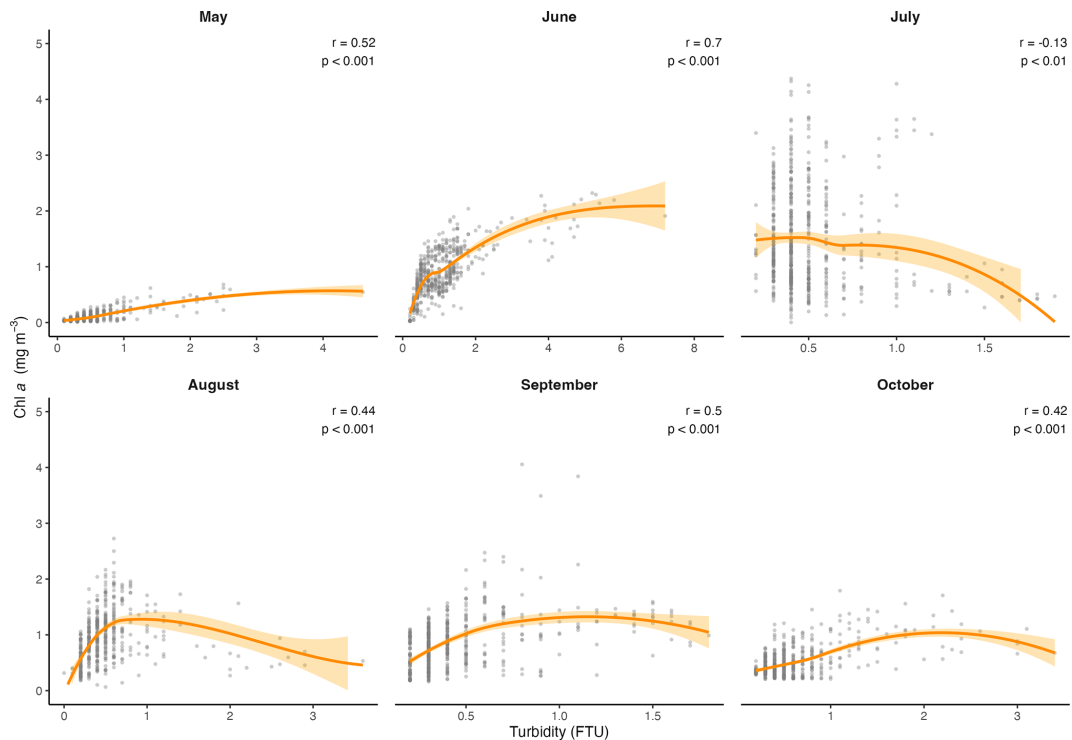 May
June
July
r = 0.52
p < 0.001
r = 0.7
p < 0.001
r = -0.13
p < 0.01
5
4
3
2
1
0
0 1 2 3 4
0 2 4 6 8
0.5 1.0 1.5
Chl a (mg m⁻³)
August
September
October
r = 0.44
p < 0.001
r = 0.5
p < 0.001
r = 0.42
p < 0.001
5
4
3
2
1
0
0 1 2 3
0.5 1.0 1.5
1 2 3
Turbidity (FTU)